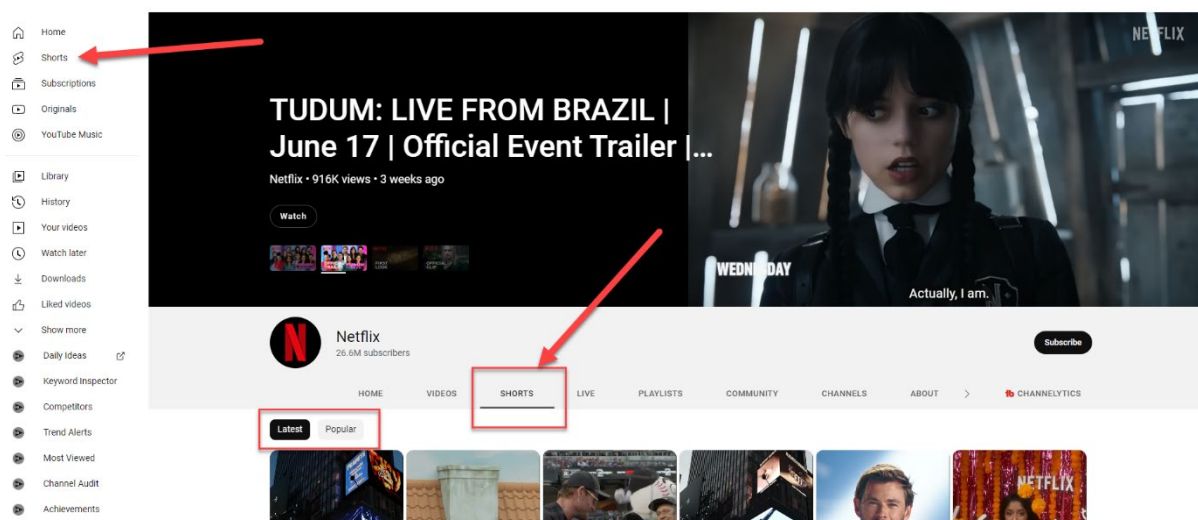 Home
Shorts
Subscriptions
Originals
YouTube Music
Library
History
Your videos
Watch later
Downloads
Liked videos
Show more
Daily Ideas
Keyword Inspector
Competitors
Trend Alerts
Most Viewed
Channel Audit
Achievements
NETFLIX
TUDUM: LIVE FROM BRAZIL |
June 17 | Official Event Trailer |...
Netflix • 916K views • 3 weeks ago
Watch
WEDNESDAY
Actually, I am.
Netflix
26.6M subscribers
Subscribe
HOME VIDEOS SHORTS LIVE PLAYLISTS COMMUNITY CHANNELS ABOUT > tb CHANNELYTICS
Latest Popular
NETFLIX